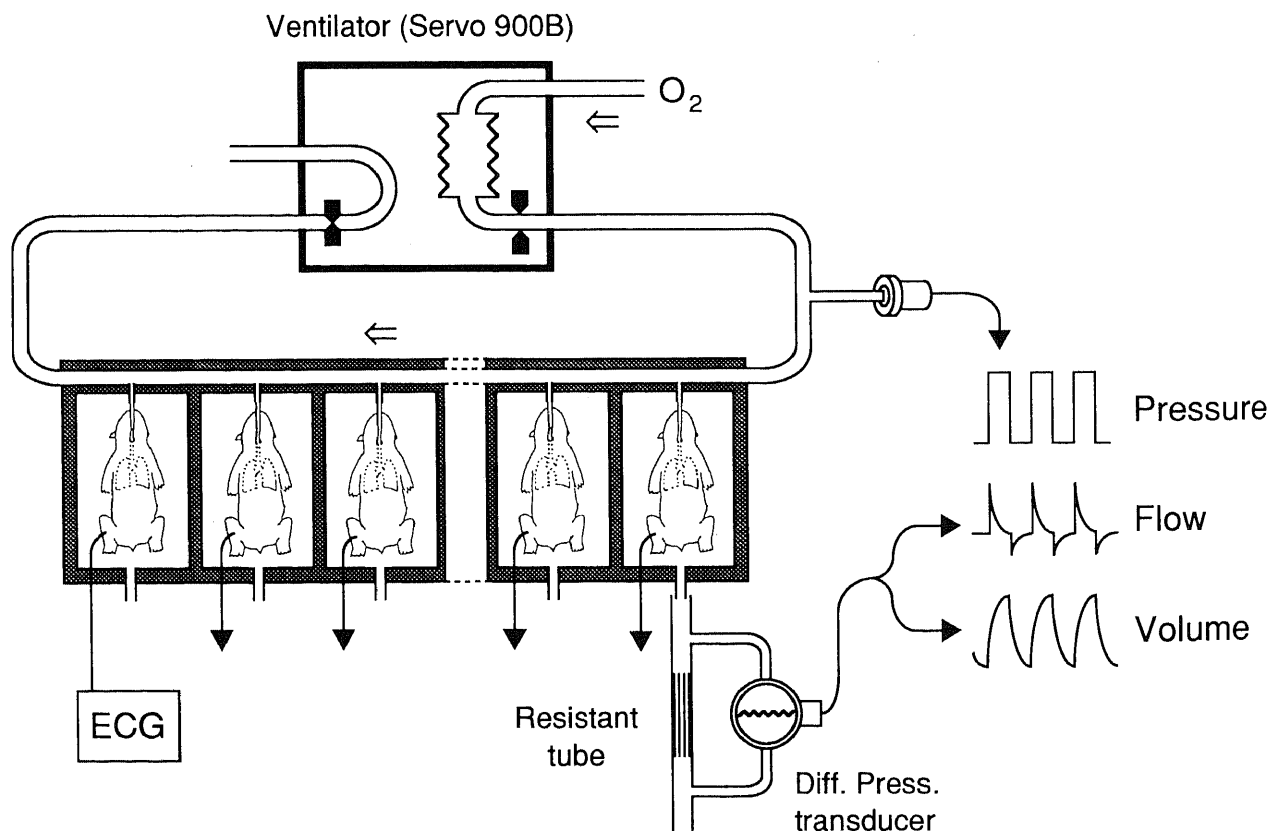 Ventilator (Servo 900B)
O₂
Pressure
Flow
Volume
ECG
Resistant
tube
Diff. Press.
transducer